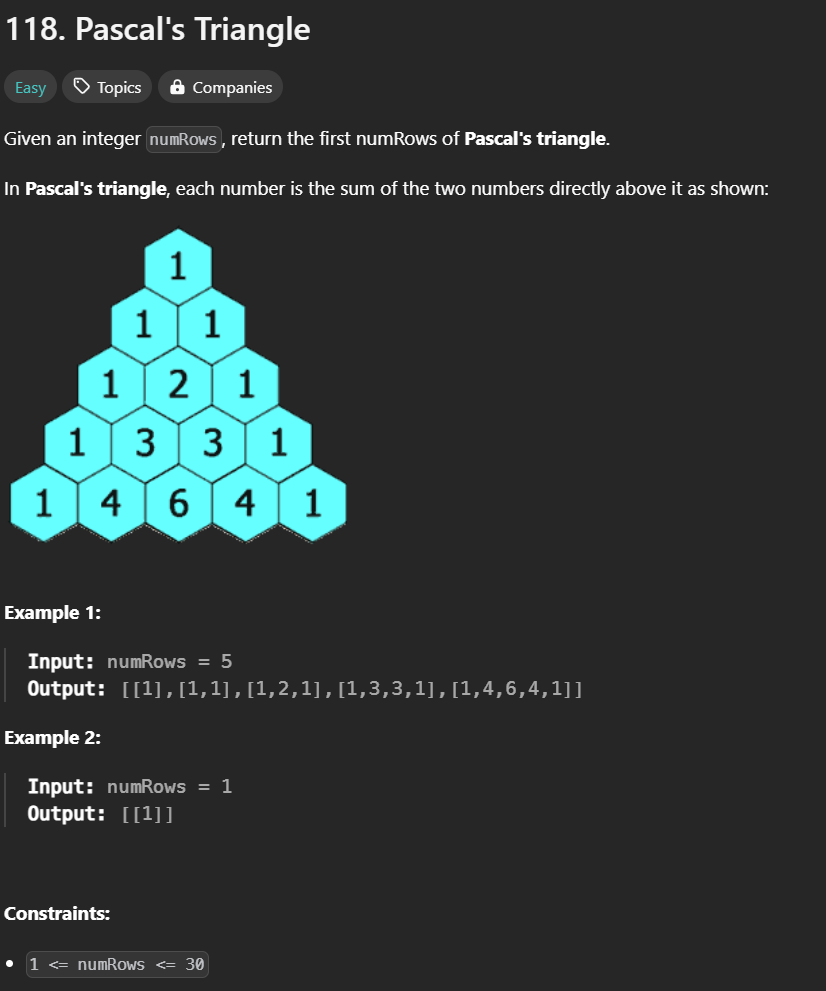 118. Pascal's Triangle
Easy Topics Companies
Given an integer numRows, return the first numRows of Pascal's triangle.
In Pascal's triangle, each number is the sum of the two numbers directly above it as shown:
1
1 1
1 2 1
1 3 3 1
1 4 6 4 1
Example 1:
Input: numRows = 5
Output: [[1],[1,1],[1,2,1],[1,3,3,1],[1,4,6,4,1]]
Example 2:
Input: numRows = 1
Output: [[1]]
Constraints:
• 1 <= numRows <= 30